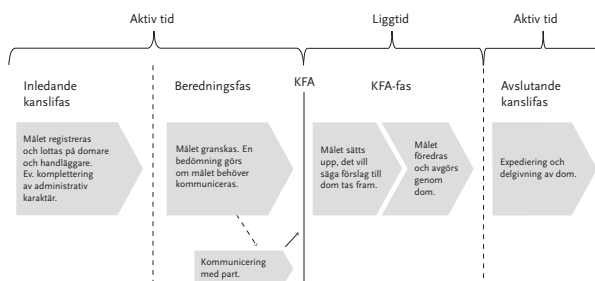 Aktiv tid
Liggtid
Aktiv tid
Inledande
kanslifas
Beredningsfas
KFA
KFA-fas
Avslutande
kanslifas
Målet registreras
och lottas på domare
och handläggare.
Ev. komplettering
av administrativ
karaktär.
Målet granskas. En
bedömning görs
om målet behöver
kommuniceras.
Målet sätts
upp, det vill
säga förslag till
dom tas fram.
Målet
föredras
och avgörs
genom
dom.
Expediering och
delgivning av dom.
Kommunicering
med part.